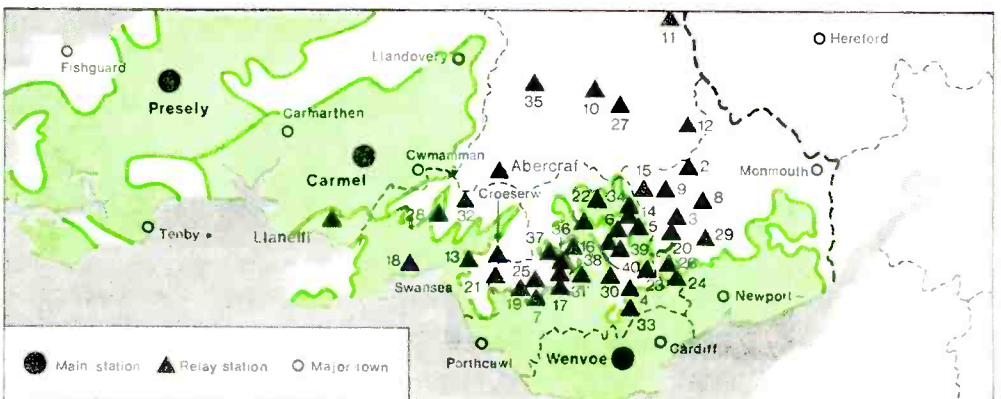 11
Hereford
Fishguard
Llandovery
Presely
35
10
27
Carmarthen
12
Cwmamman
Abercraf
Carmel
Monmouth
15
2
Croeserw
9
8
22
34
14
28
32
3
36
6
5
Tenby
Llanelli
20
29
37
16
39
18
13
38
26
25
40
Swansea
21
23
24
31
30
Newport
19
17
4
7
33
Porthcawl
Wenvoe
Cardiff
Main station
Relay station
Major town